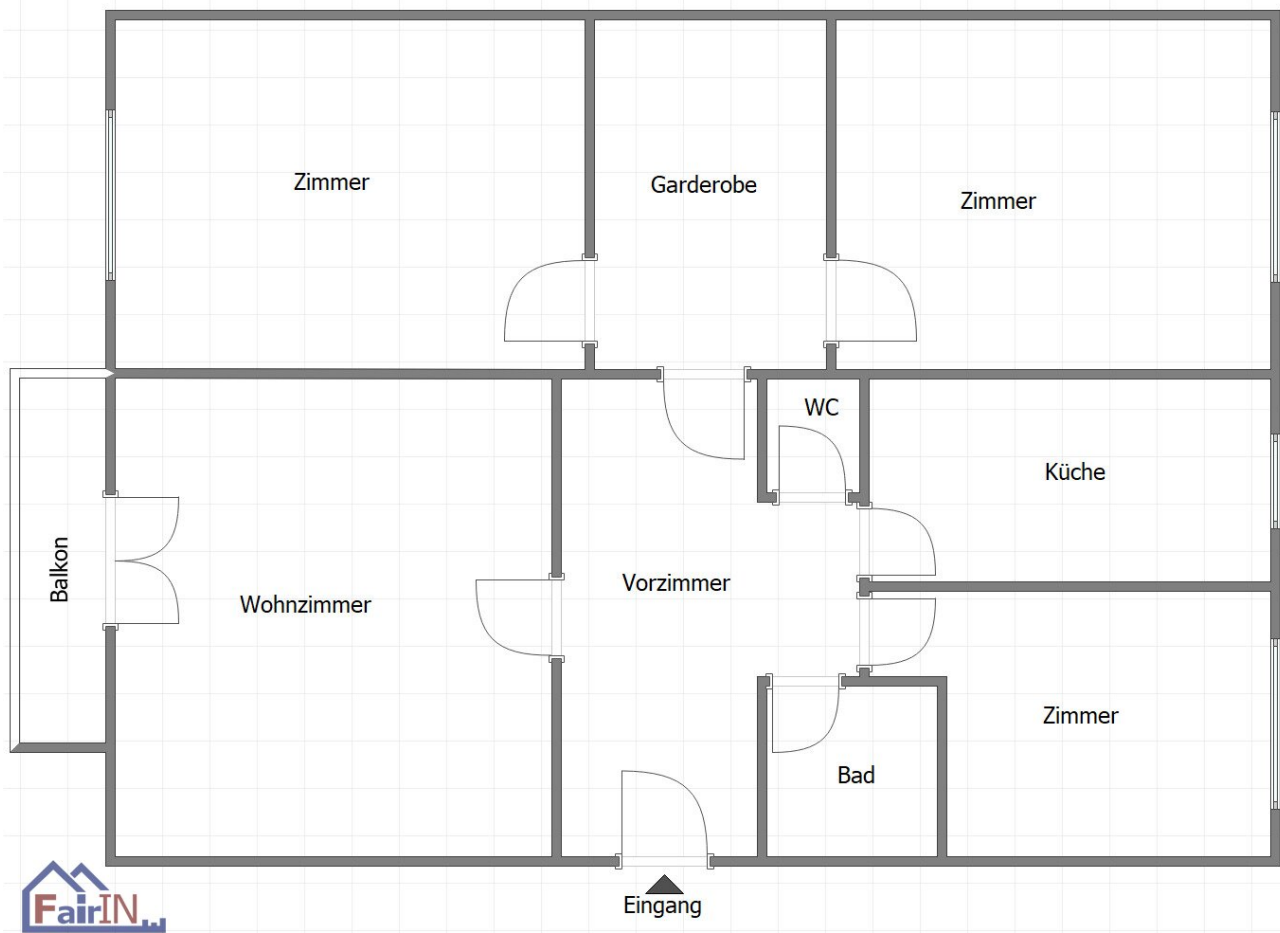 Zimmer
Garderobe
Zimmer
WC
Küche
Balkon
Wohnzimmer
Vorzimmer
Zimmer
Bad
Eingang
FairIN